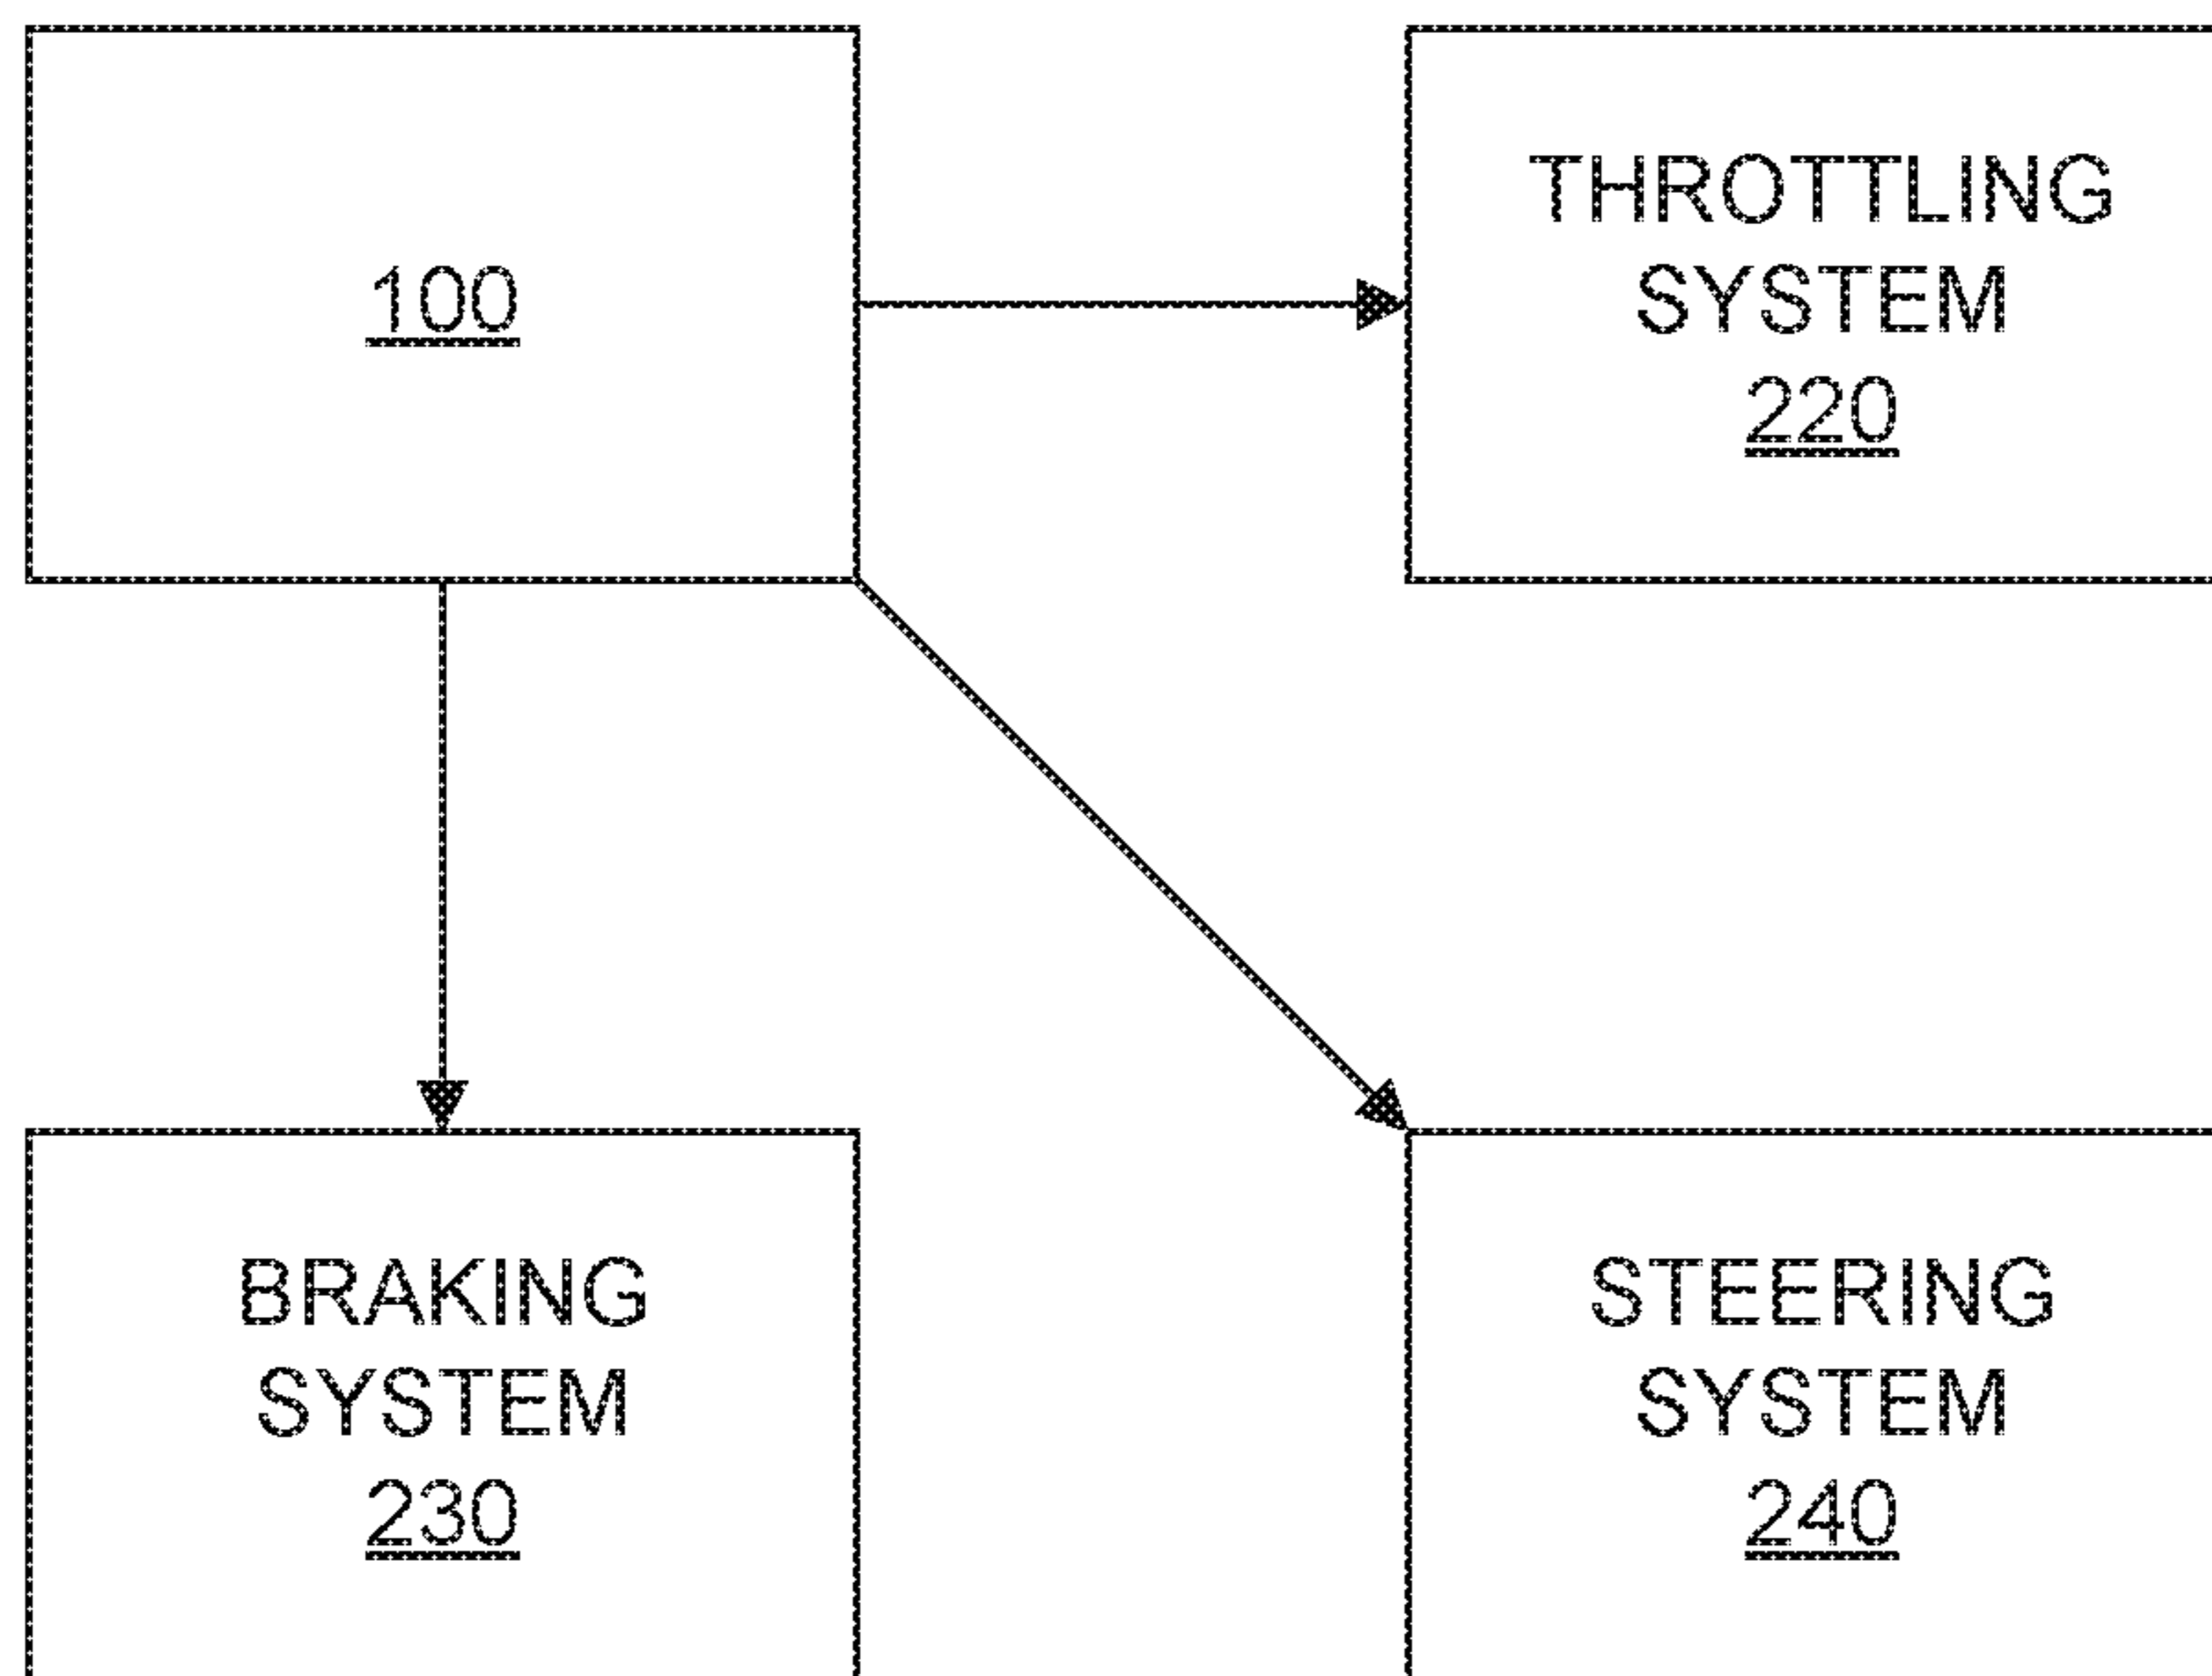 100
THROTTLING
SYSTEM
220
BRAKING
SYSTEM
230
STEERING
SYSTEM
240